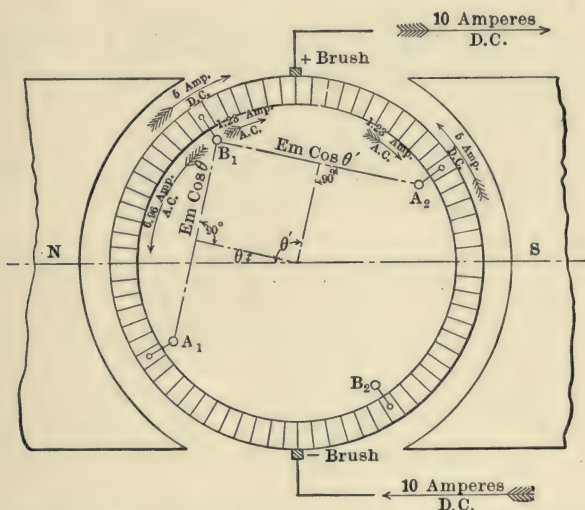 10 Amperes
D.C.
+ Brush
5 Amp.
D.C.
1.23 Amp.
A.C.
B1
1.23 Amp.
A.C.
5 Amp.
D.C.
Em Cos θ'
90°
A2
6.96 Amp.
A.C.
Em Cos θ
90°
θ'
θ
N
S
A1
B2
– Brush
10 Amperes
D.C.